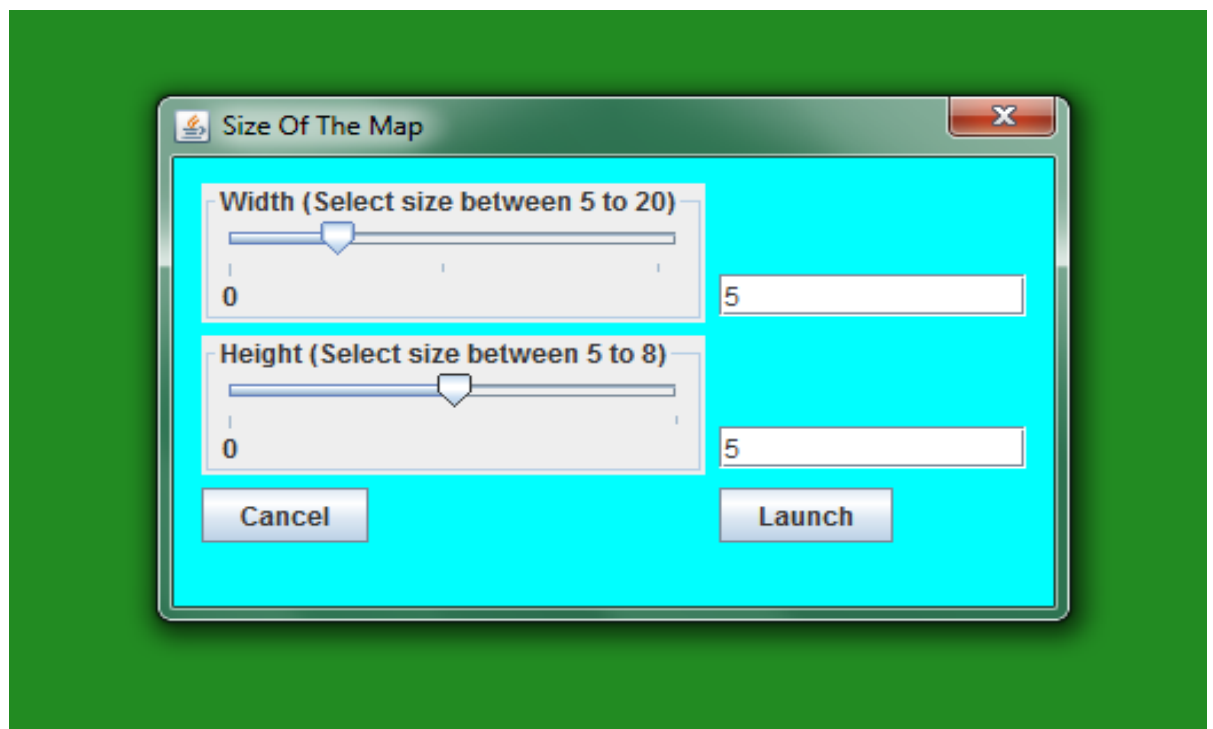 Size Of The Map
Width (Select size between 5 to 20)
0
5
Height (Select size between 5 to 8)
0
5
Cancel
Launch